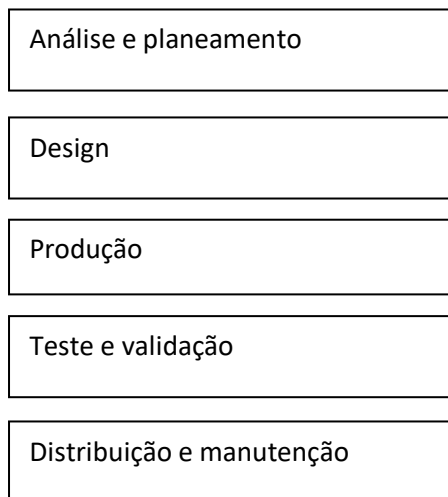 Análise e planeamento
Design
Produção
Teste e validação
Distribuição e manutenção